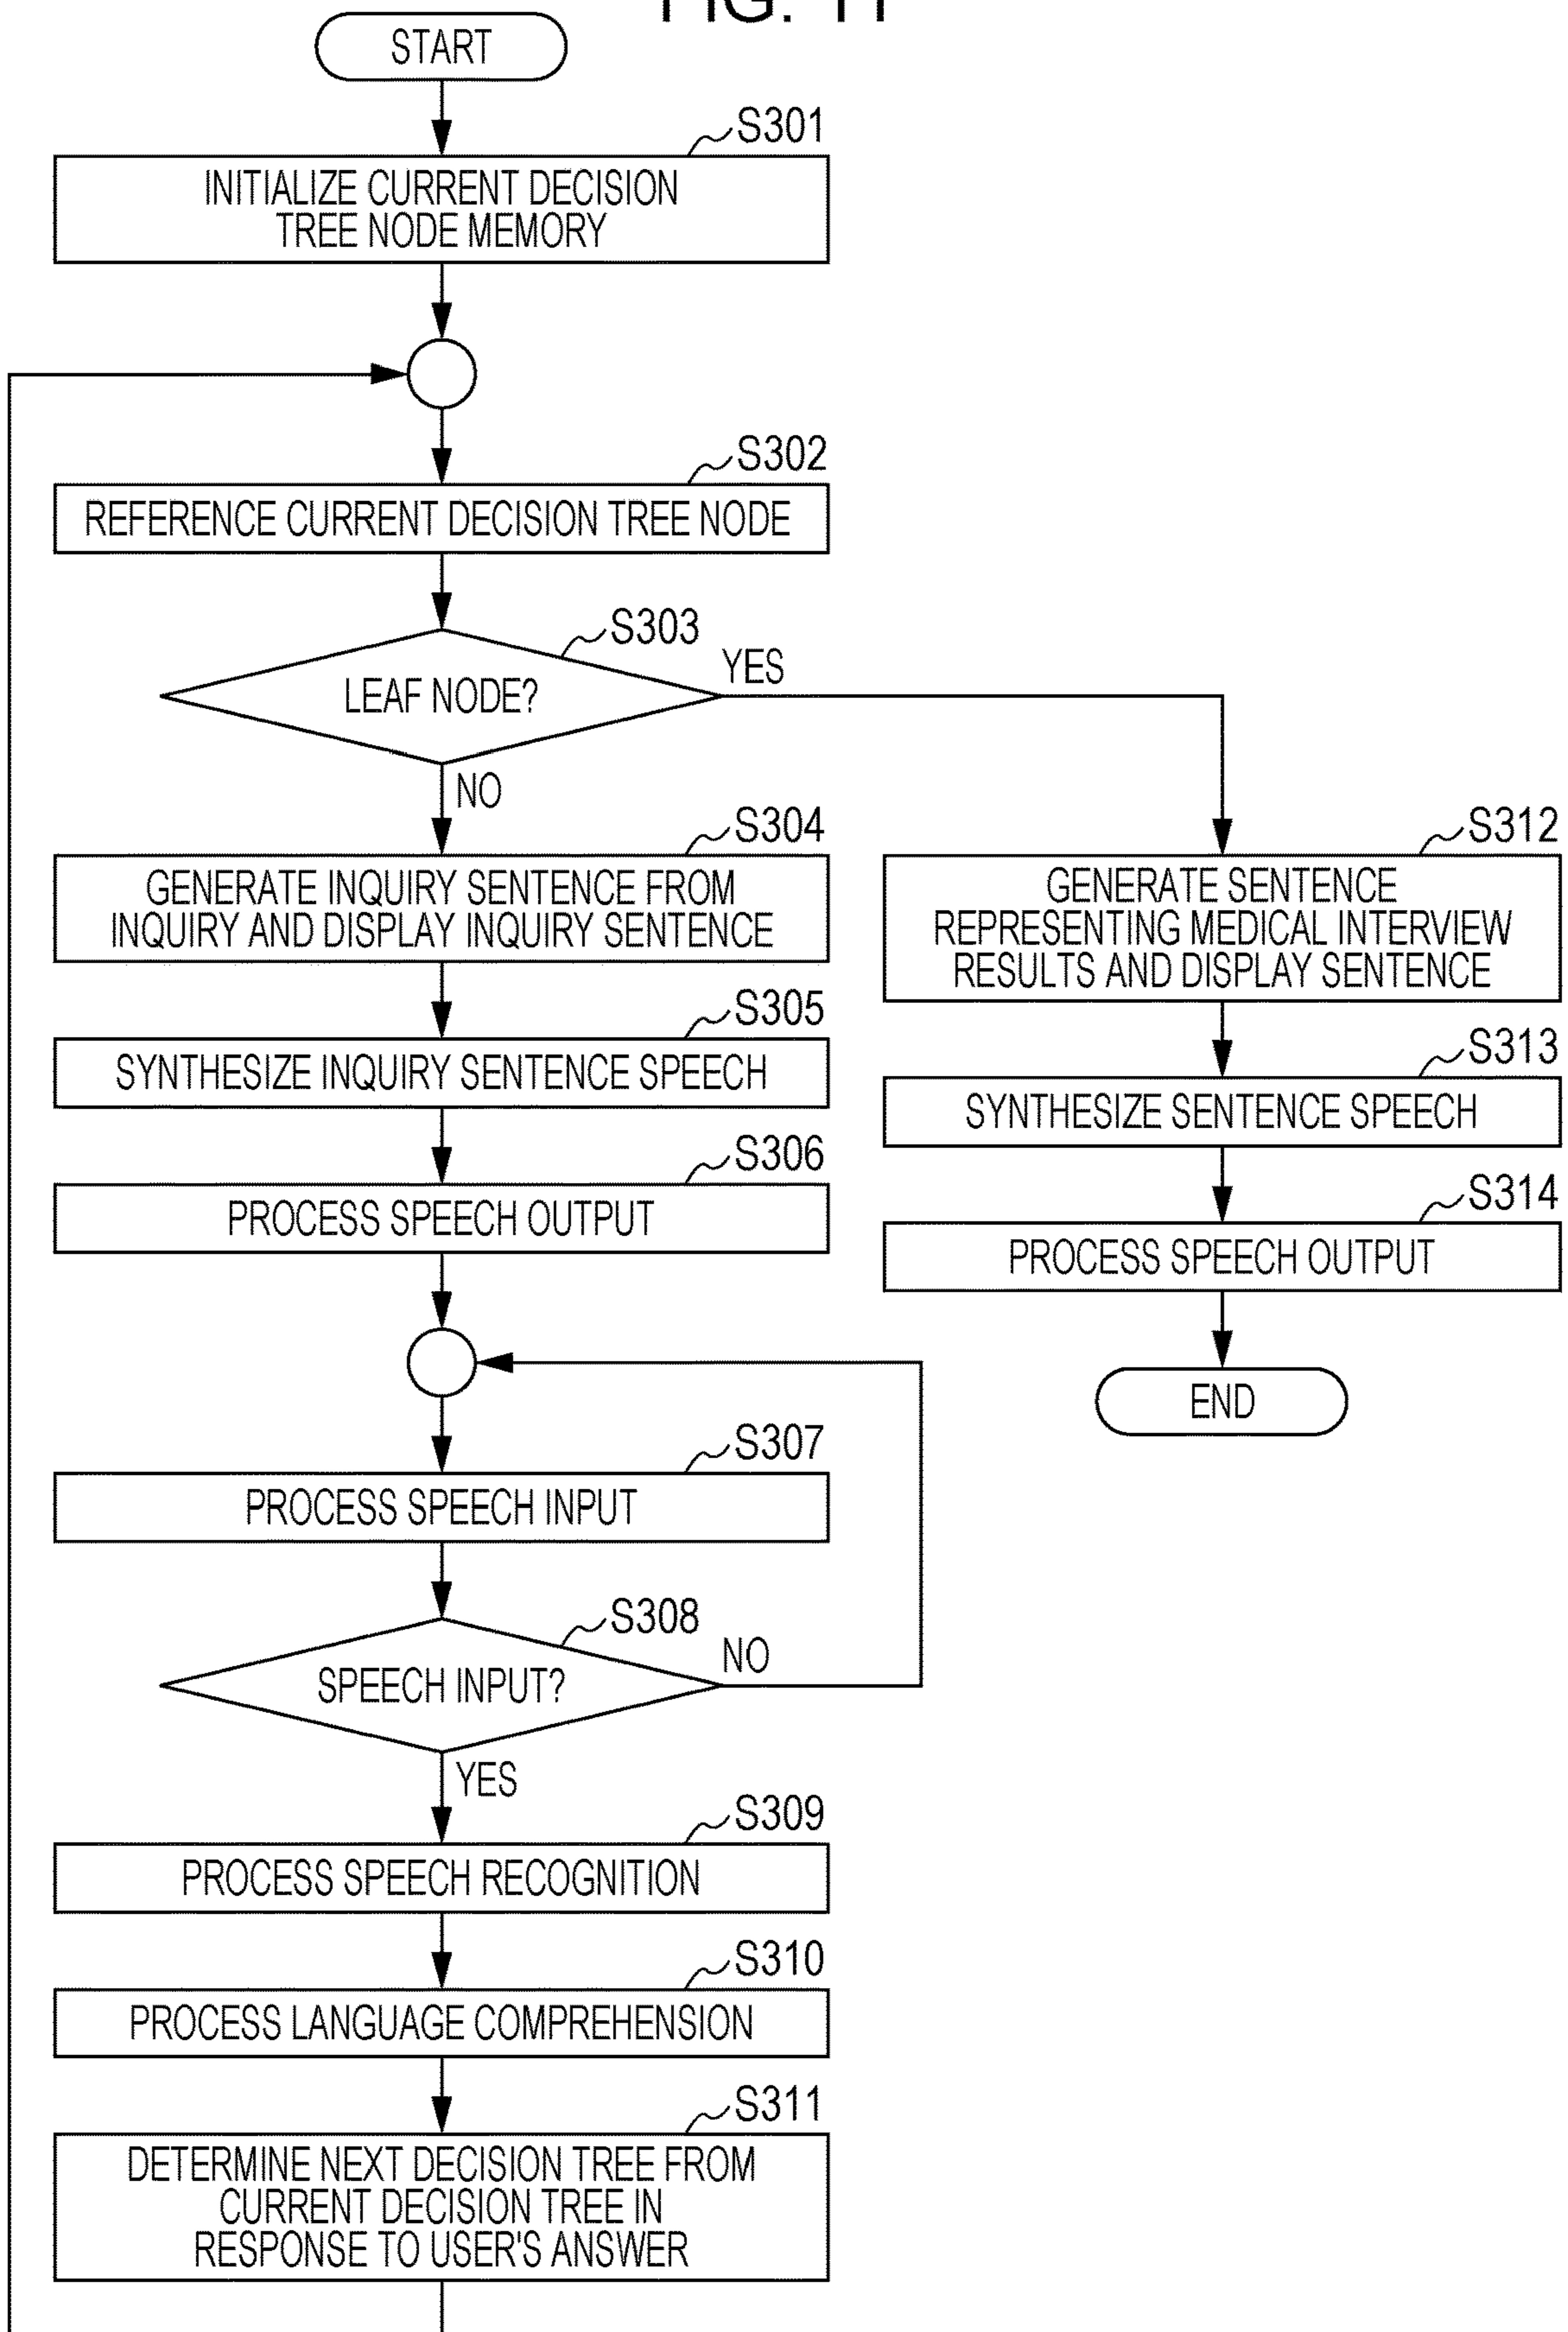 FIG. 11
START
S301
INITIALIZE CURRENT DECISION
TREE NODE MEMORY
S302
REFERENCE CURRENT DECISION TREE NODE
S303
LEAF NODE?
YES
NO
S304
GENERATE INQUIRY SENTENCE FROM
INQUIRY AND DISPLAY INQUIRY SENTENCE
S305
SYNTHESIZE INQUIRY SENTENCE SPEECH
S306
PROCESS SPEECH OUTPUT
S307
PROCESS SPEECH INPUT
S308
SPEECH INPUT?
NO
YES
S309
PROCESS SPEECH RECOGNITION
S310
PROCESS LANGUAGE COMPREHENSION
S311
DETERMINE NEXT DECISION TREE FROM
CURRENT DECISION TREE IN
RESPONSE TO USER'S ANSWER
S312
GENERATE SENTENCE
REPRESENTING MEDICAL INTERVIEW
RESULTS AND DISPLAY SENTENCE
S313
SYNTHESIZE SENTENCE SPEECH
S314
PROCESS SPEECH OUTPUT
END